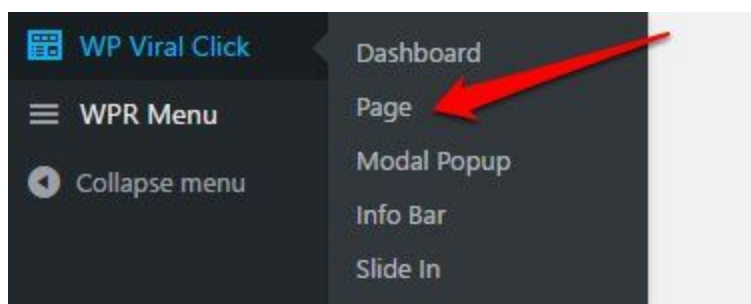 WP Viral Click
WPR Menu
Collapse menu
Dashboard
Page
Modal Popup
Info Bar
Slide In